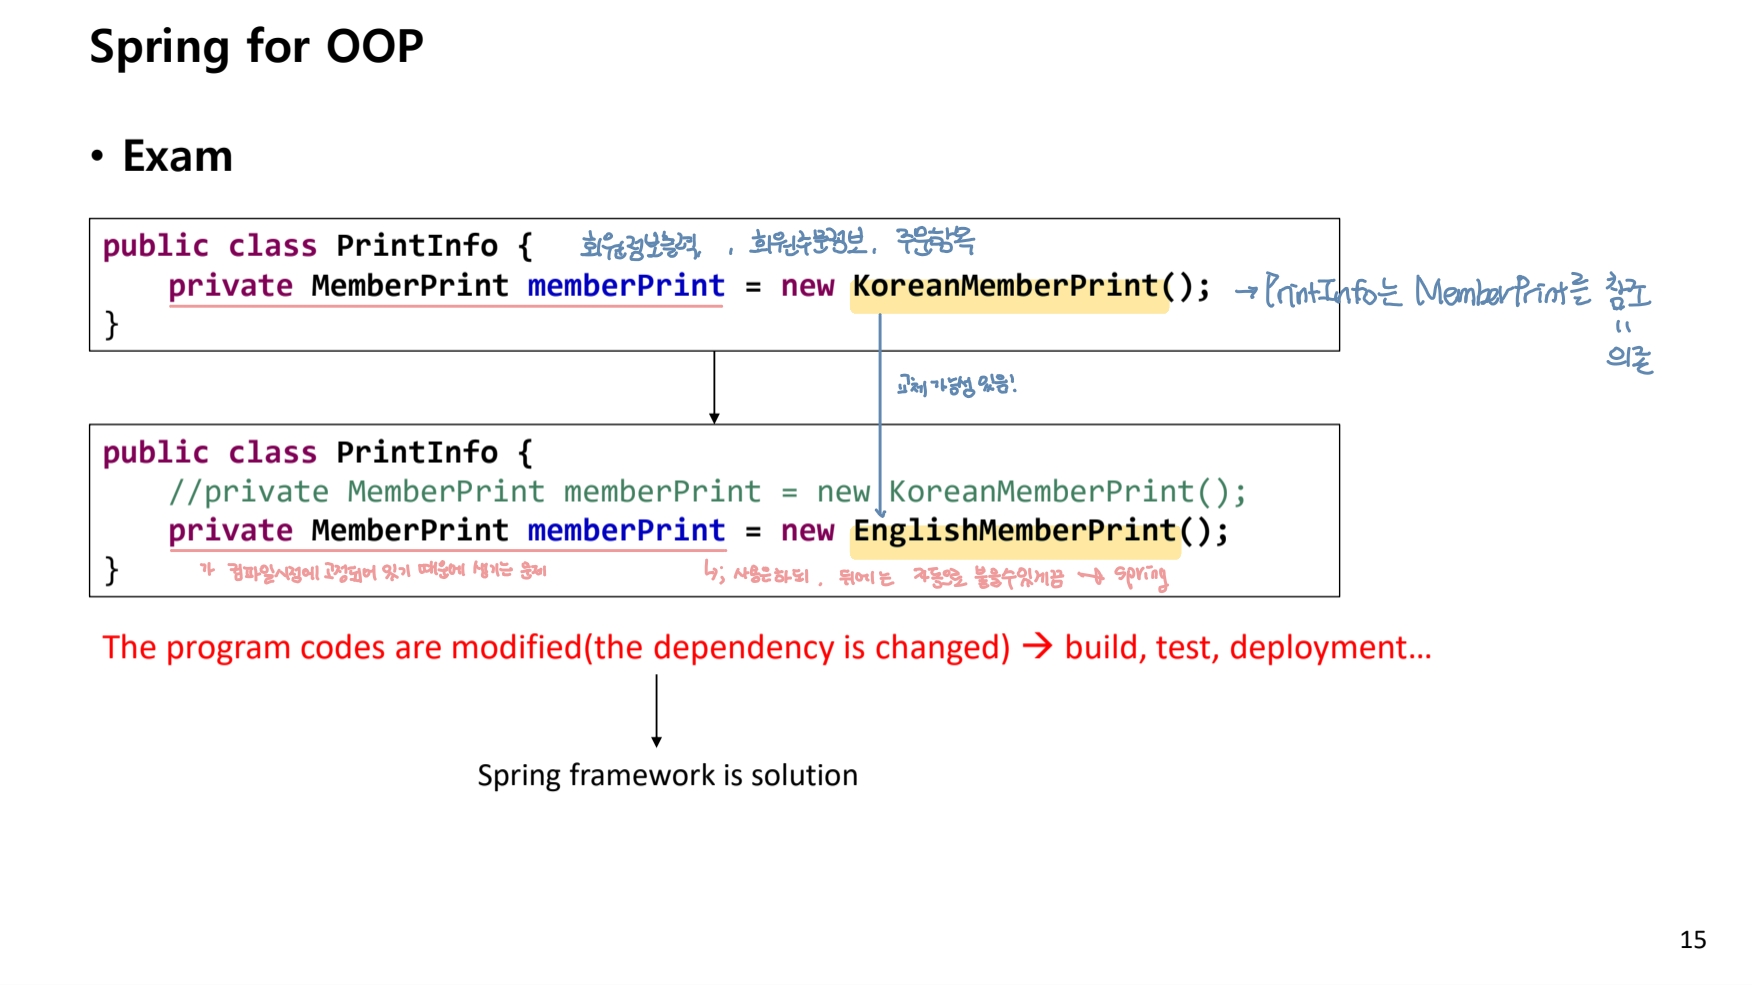 Spring for OOP
• Exam
public class PrintInfo { 회원정보출력, , 회원주문정보, 주문항목
private MemberPrint memberPrint = new KoreanMemberPrint(); → PrintInfo는 MemberPrint를 참조
}
"
의존
교체 가능성 있음!
public class PrintInfo {
//private MemberPrint memberPrint = new KoreanMemberPrint();
private MemberPrint memberPrint = new EnglishMemberPrint();
}
가 컴파일시점에 고정되어 있기 때문에 생기는 문제
↳; 사용은하되, 뒤에는 자동으로 붙을수있게끔 → spring
The program codes are modified(the dependency is changed) → build, test, deployment...
Spring framework is solution
15